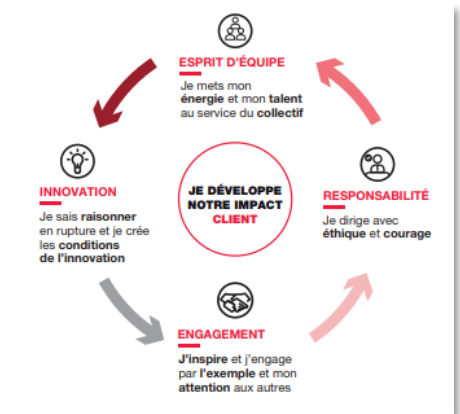 ESPRIT D'ÉQUIPE
Je mets mon
énergie et mon talent
au service du collectif
INNOVATION
Je sais raisonner
en rupture et je crée
les conditions
de l'innovation
JE DÉVELOPPE
NOTRE IMPACT
CLIENT
RESPONSABILITÉ
Je dirige avec
éthique et courage
ENGAGEMENT
J'inspire et j'engage
par l'exemple et mon
attention aux autres